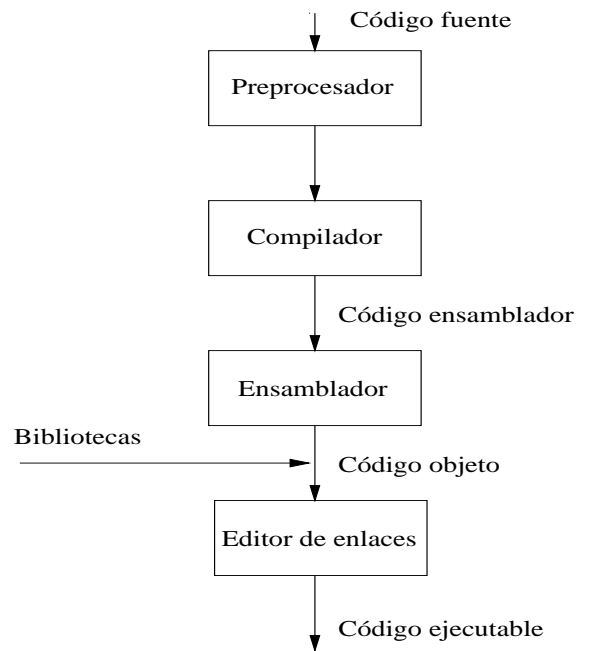 Código fuente
Preprocesador
Compilador
Código ensamblador
Ensamblador
Bibliotecas
Código objeto
Editor de enlaces
Código ejecutable